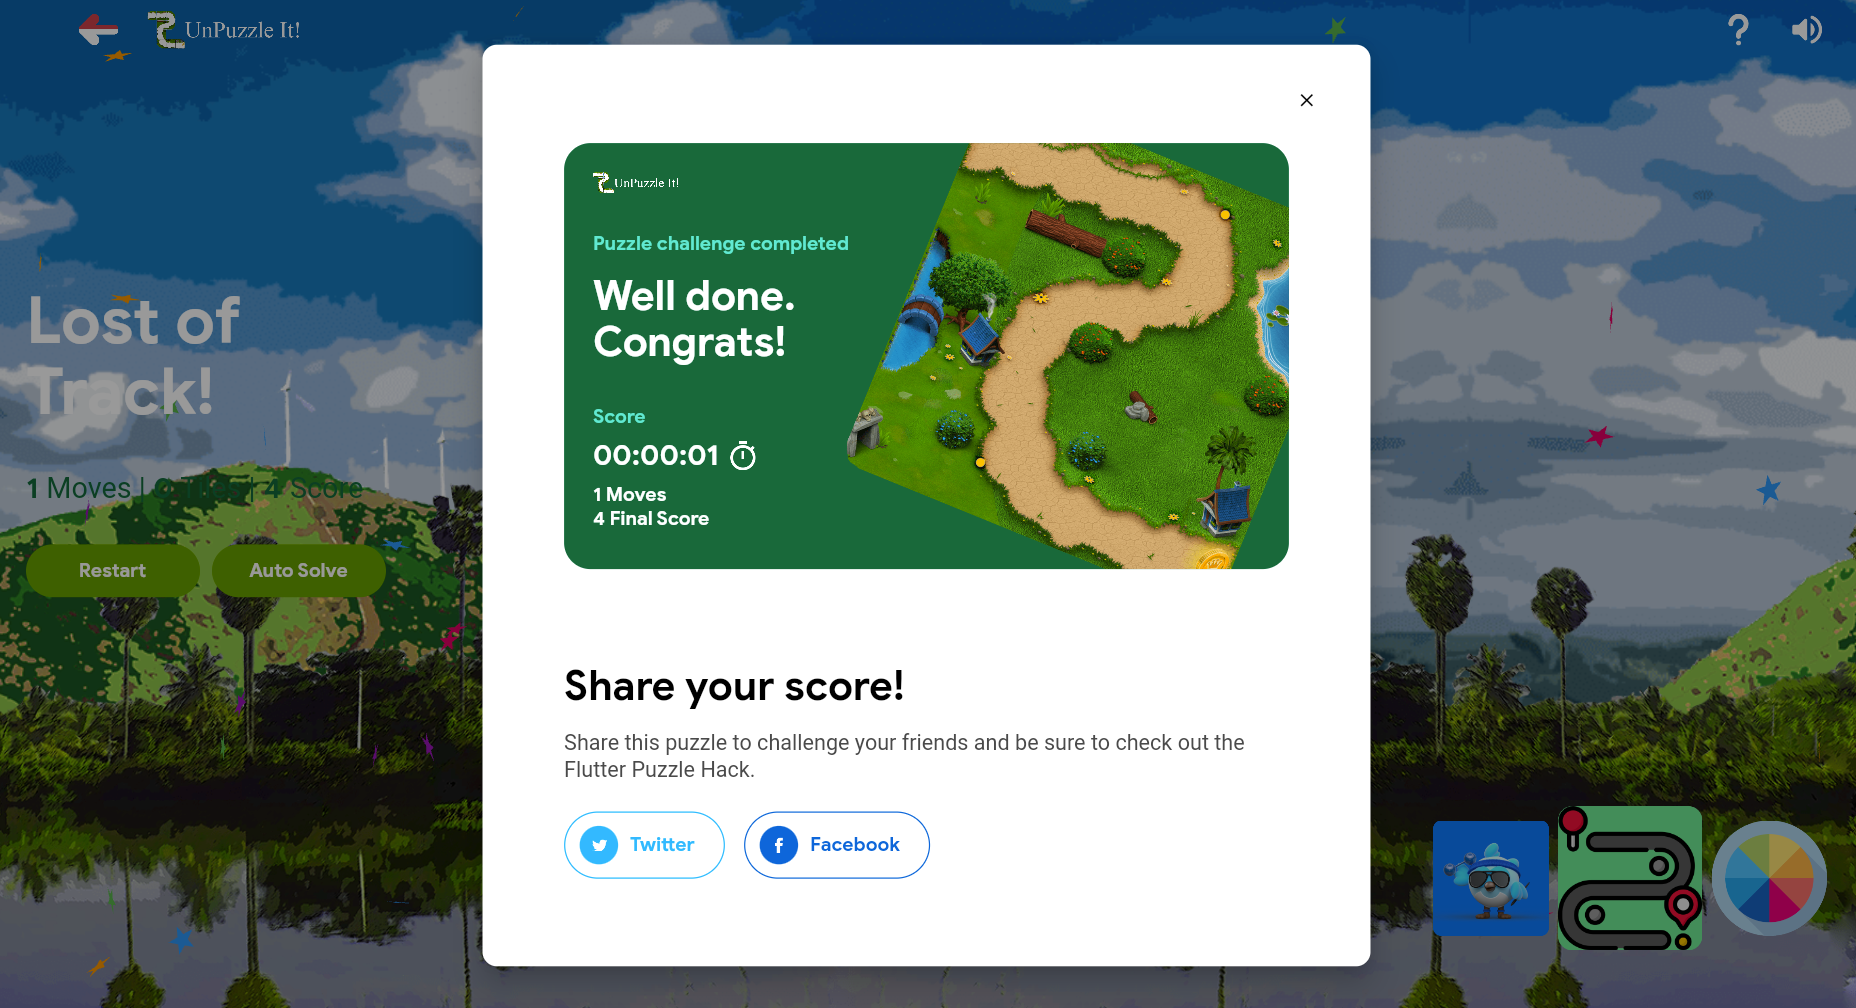 UnPuzzle It!
Lost of
Track!
1 Moves | 0 Tiles | 4 Score
Restart
Auto Solve
UnPuzzle It!
Puzzle challenge completed
Well done.
Congrats!
Score
00:00:01
1 Moves
4 Final Score
Share your score!
Share this puzzle to challenge your friends and be sure to check out the
Flutter Puzzle Hack.
Twitter
Facebook